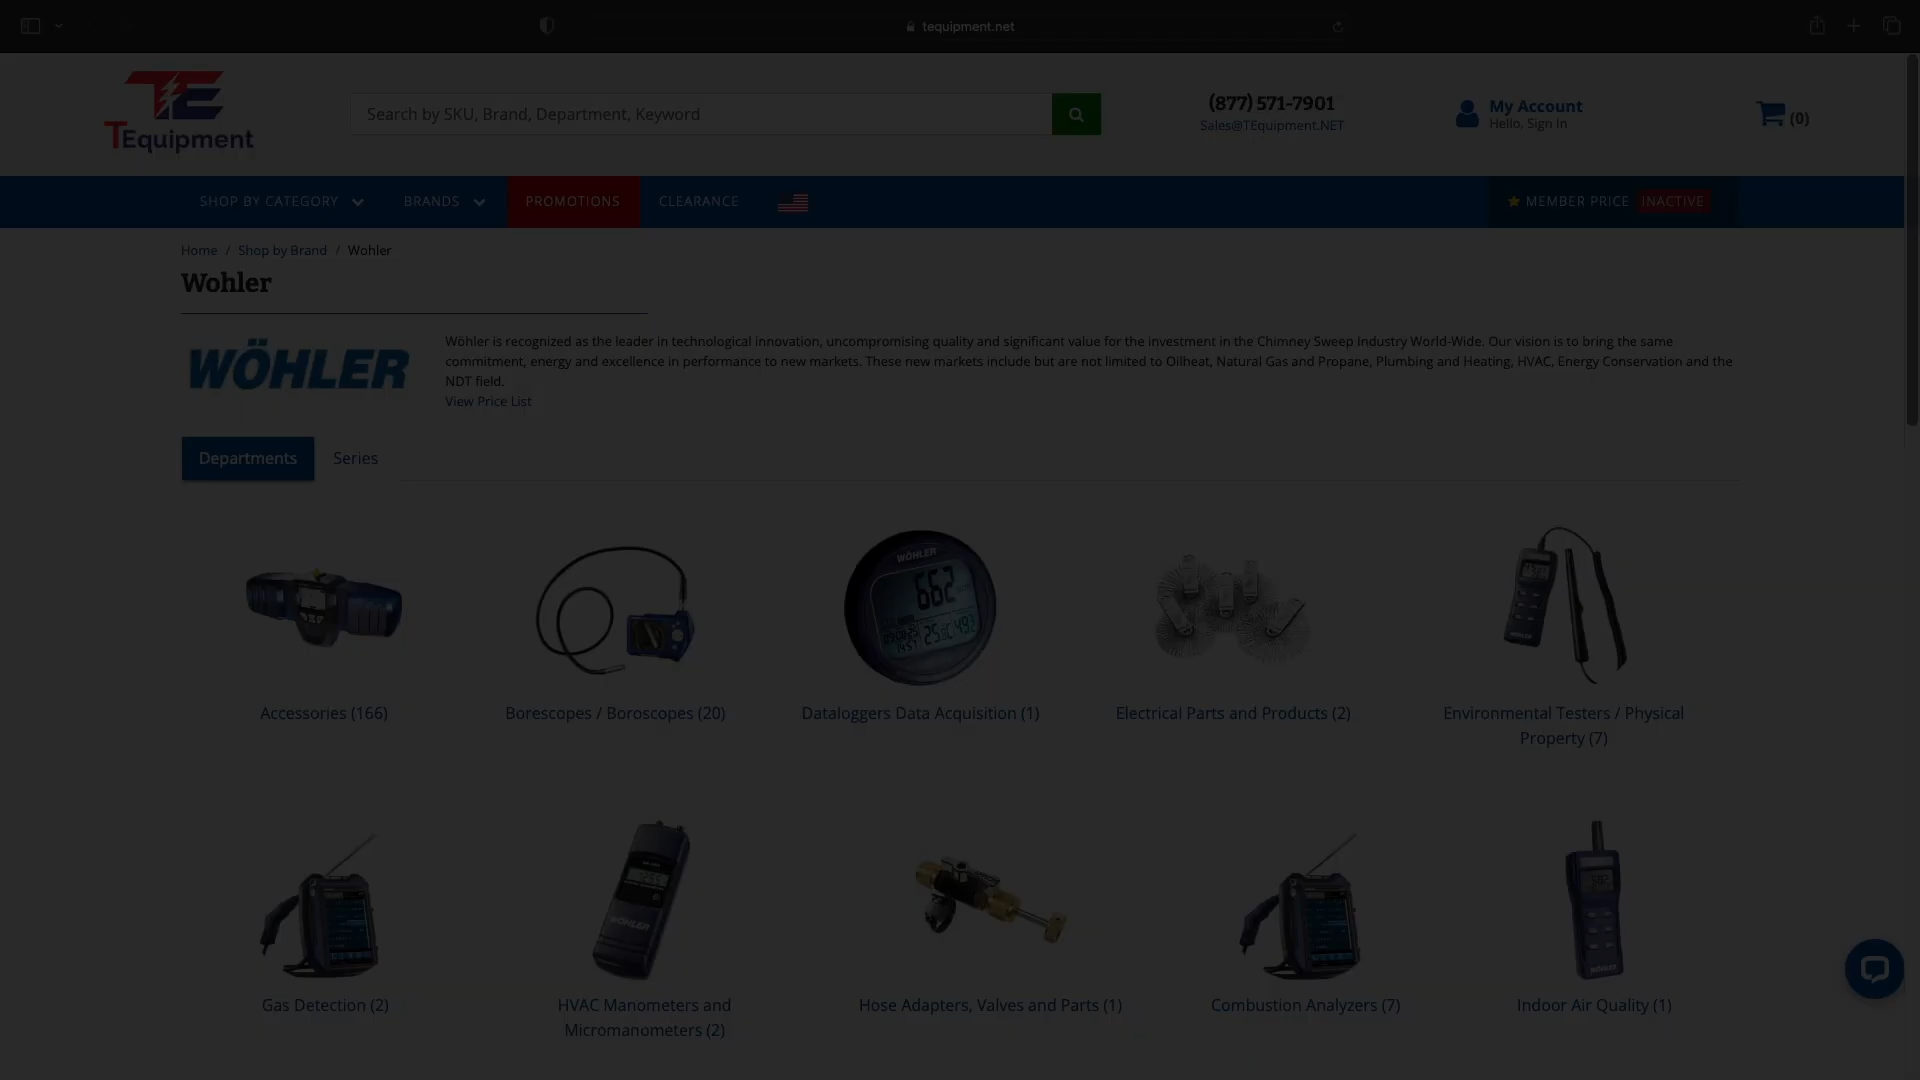 tequipment.net
TE
TEquipment
Search by SKU, Brand, Department, Keyword
(877) 571-7901
Sales@TEquipment.NET
My Account
Hello, Sign In
(0)
SHOP BY CATEGORY
BRANDS
PROMOTIONS
CLEARANCE
MEMBER PRICE INACTIVE
Home / Shop by Brand / Wohler
Wohler
WÖHLER
Wöhler is recognized as the leader in technological innovation, uncompromising quality and significant value for the investment in the Chimney Sweep Industry World-Wide. Our vision is to bring the same
commitment, energy and excellence in performance to new markets. These new markets include but are not limited to Oilheat, Natural Gas and Propane, Plumbing and Heating, HVAC, Energy Conservation and the
NDT field.
View Price List
Departments
Series
WÖHLER
662
Accessories (166)
Borescopes / Boroscopes (20)
Dataloggers Data Acquisition (1)
Electrical Parts and Products (2)
Environmental Testers / Physical
Property (7)
WÖHLER
WÖHLER
Gas Detection (2)
HVAC Manometers and
Micromanometers (2)
Hose Adapters, Valves and Parts (1)
Combustion Analyzers (7)
Indoor Air Quality (1)